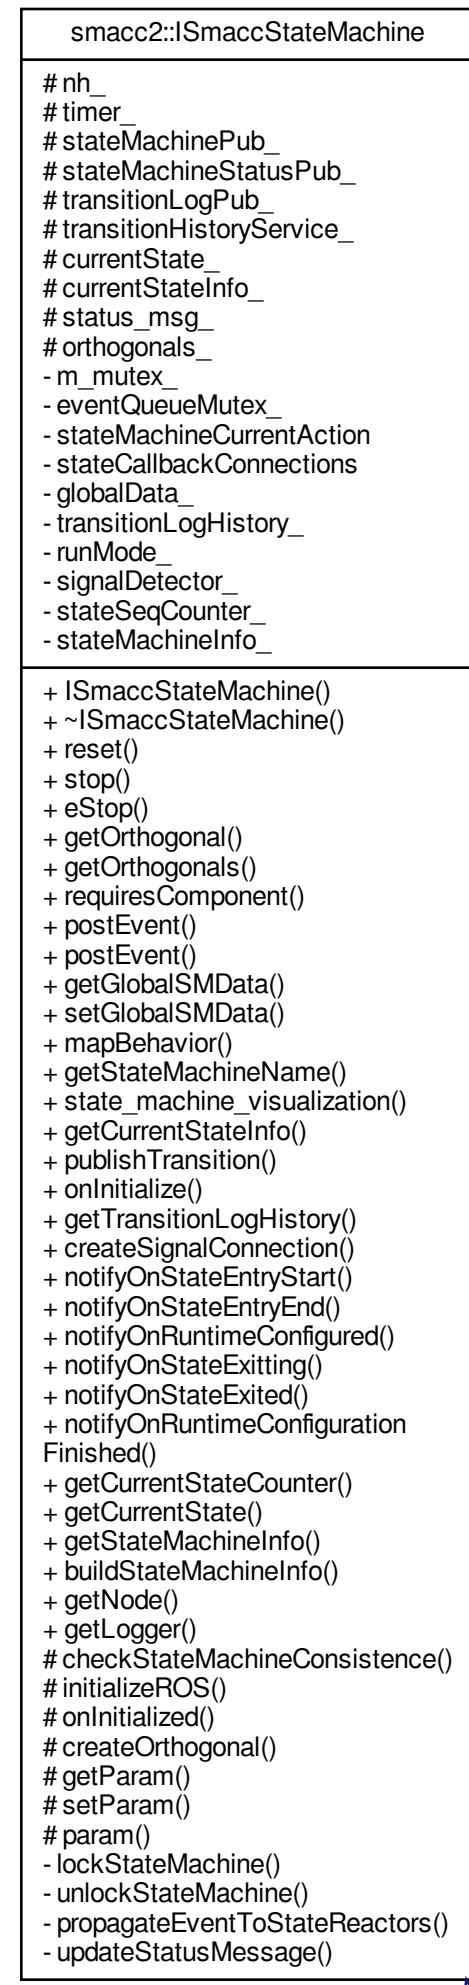 smacc2::ISmaccStateMachine
# nh_
# timer_
# stateMachinePub_
# stateMachineStatusPub_
# transitionLogPub_
# transitionHistoryService_
# currentState_
# currentStateInfo_
# status_msg_
# orthogonals_
- m_mutex_
- eventQueueMutex_
- stateMachineCurrentAction
- stateCallbackConnections
- globalData_
- transitionLogHistory_
- runMode_
- signalDetector_
- stateSeqCounter_
- stateMachineInfo_
+ ISmaccStateMachine()
+ ~ISmaccStateMachine()
+ reset()
+ stop()
+ eStop()
+ getOrthogonal()
+ getOrthogonals()
+ requiresComponent()
+ postEvent()
+ postEvent()
+ getGlobalSMData()
+ setGlobalSMData()
+ mapBehavior()
+ getStateMachineName()
+ state_machine_visualization()
+ getCurrentStateInfo()
+ publishTransition()
+ onInitialize()
+ getTransitionLogHistory()
+ createSignalConnection()
+ notifyOnStateEntryStart()
+ notifyOnStateEntryEnd()
+ notifyOnRuntimeConfigured()
+ notifyOnStateExitting()
+ notifyOnStateExited()
+ notifyOnRuntimeConfiguration
Finished()
+ getCurrentStateCounter()
+ getCurrentState()
+ getStateMachineInfo()
+ buildStateMachineInfo()
+ getNode()
+ getLogger()
# checkStateMachineConsistence()
# initializeROS()
# onInitialized()
# createOrthogonal()
# getParam()
# setParam()
# param()
- lockStateMachine()
- unlockStateMachine()
- propagateEventToStateReactors()
- updateStatusMessage()